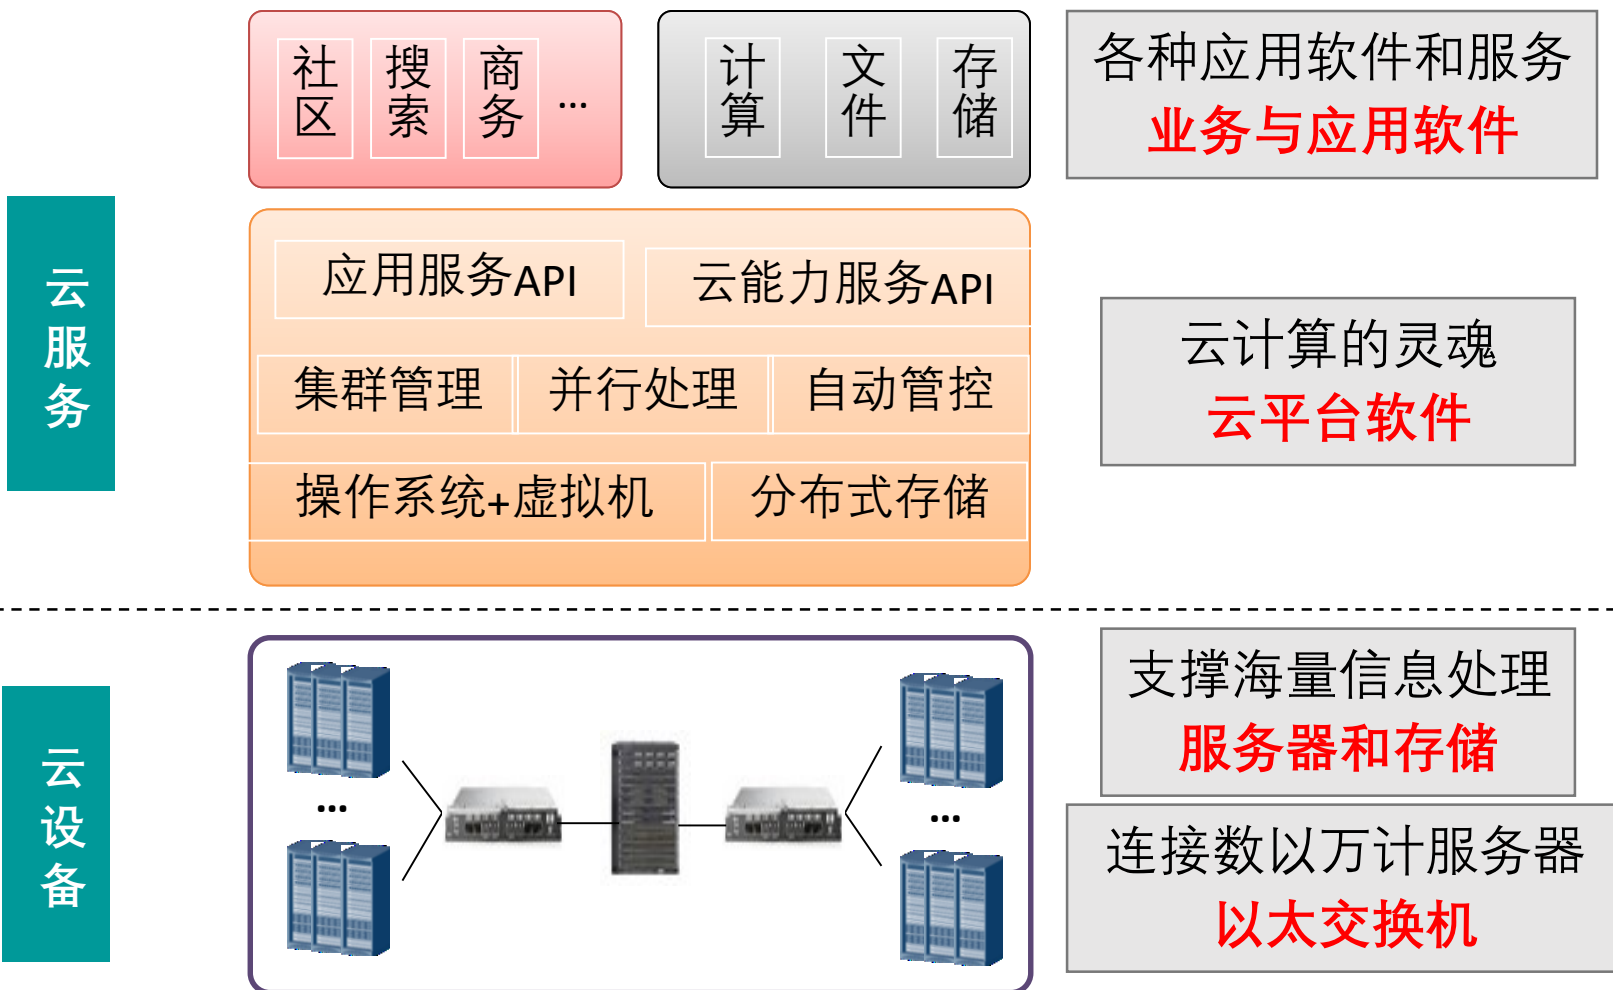 社区
搜索
商务
...
计算
文件
存储
各种应用软件和服务
业务与应用软件
云服务
应用服务API
云能力服务API
集群管理
并行处理
自动管控
操作系统+虚拟机
分布式存储
云计算的灵魂
云平台软件
云设备
...
...
支撑海量信息处理
服务器和存储
连接数以万计服务器
以太交换机